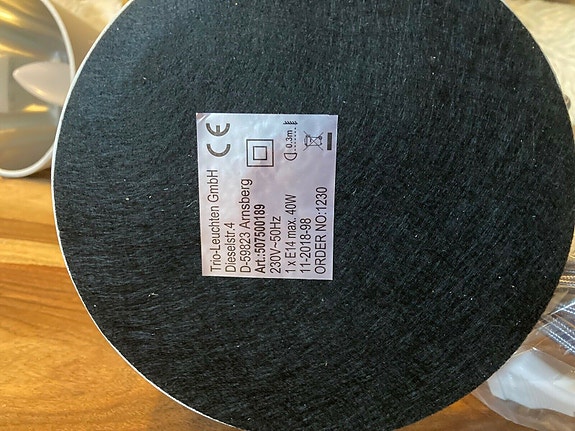 Trio-Leuchten GmbH
Dieselstr.4
D-59823 Arnsberg
Art.:507500189
230V~50Hz
1 x E14 max. 40W
11-2018-98
ORDER NO:1230
CE
0.3m